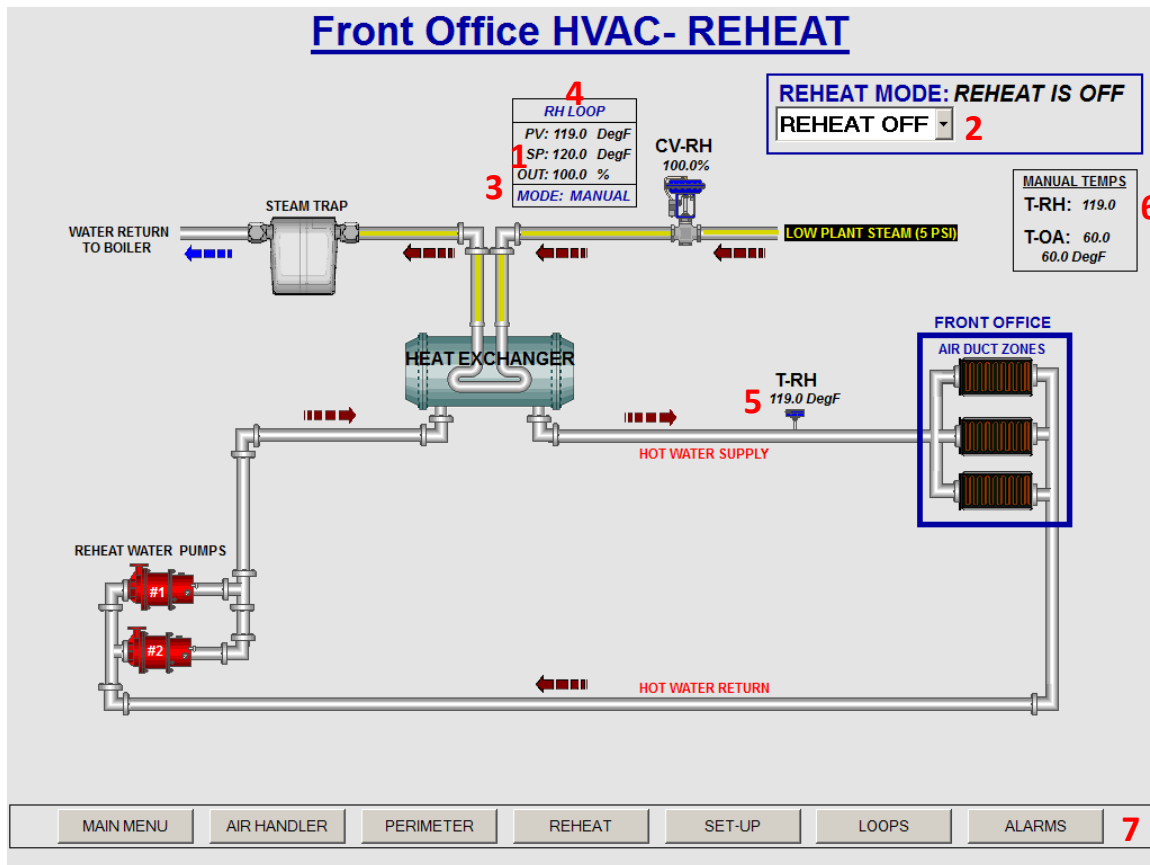 Front Office HVAC- REHEAT
4
RH LOOP
PV: 119.0 DegF
1
SP: 120.0 DegF
OUT: 100.0 %
3
MODE: MANUAL
CV-RH
100.0%
REHEAT MODE: REHEAT IS OFF
REHEAT OFF
2
MANUAL TEMPS
T-RH: 119.0
6
T-OA: 60.0
60.0 DegF
STEAM TRAP
WATER RETURN
TO BOILER
LOW PLANT STEAM (5 PSI)
HEAT EXCHANGER
FRONT OFFICE
AIR DUCT ZONES
T-RH
5
119.0 DegF
HOT WATER SUPPLY
REHEAT WATER PUMPS
#1
#2
HOT WATER RETURN
MAIN MENU
AIR HANDLER
PERIMETER
REHEAT
SET-UP
LOOPS
ALARMS
7